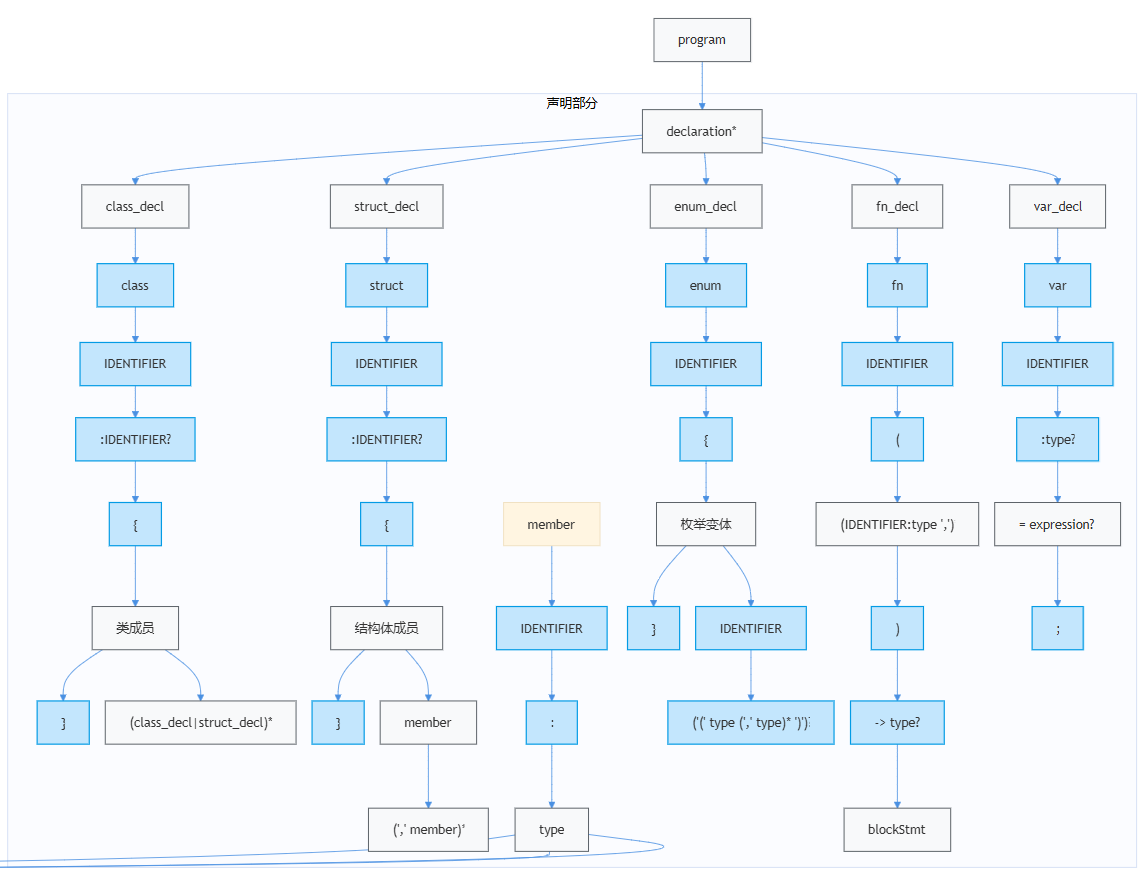 program
声明部分
declaration*
class_decl
struct_decl
enum_decl
fn_decl
var_decl
class
struct
enum
fn
var
IDENTIFIER
IDENTIFIER
IDENTIFIER
IDENTIFIER
IDENTIFIER
:IDENTIFIER?
:IDENTIFIER?
{
(
:type?
{
{
member
枚举变体
(IDENTIFIER:type ',')
= expression?
类成员
结构体成员
IDENTIFIER
}
IDENTIFIER
)
;
}
(class_decl|struct_decl)*
}
member
:
('(' type (',' type)* ')')
-> type?
(',' member)*
type
blockStmt